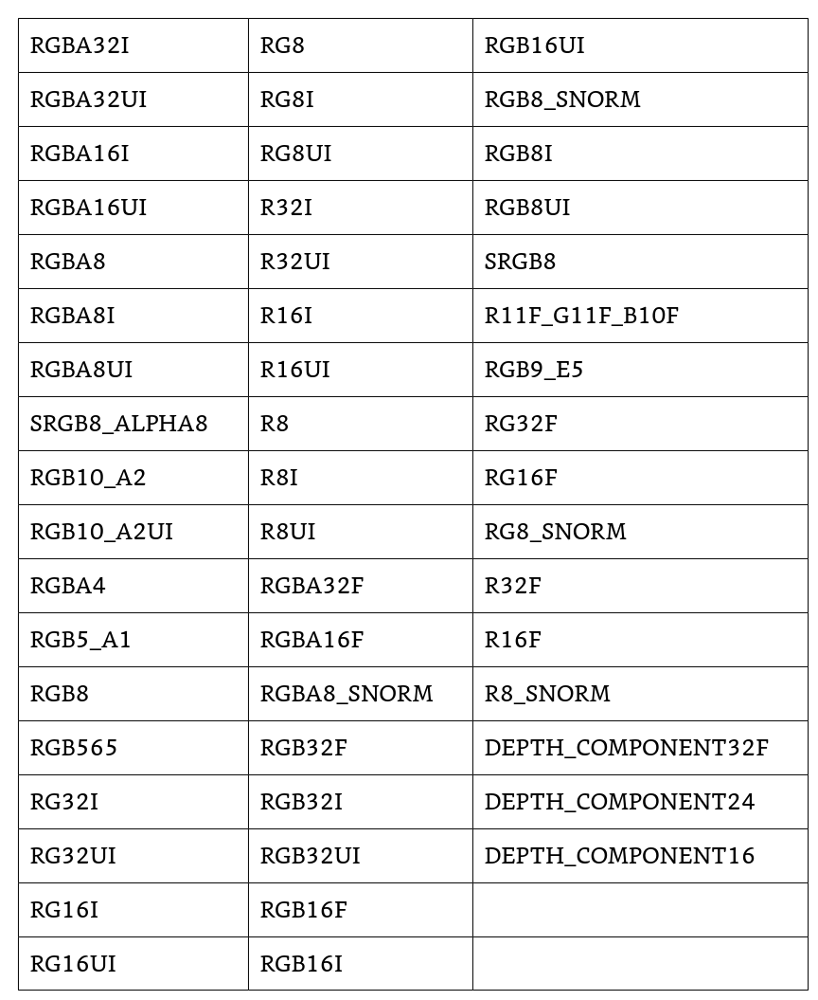 RGBA32I RG8 RGB16UI
RGBA32UI RG8I RGB8_SNORM
RGBA16I RG8UI RGB8I
RGBA16UI R32I RGB8UI
RGBA8 R32UI SRGB8
RGBA8I R16I R11F_G11F_B10F
RGBA8UI R16UI RGB9_E5
SRGB8_ALPHA8 R8 RG32F
RGB10_A2 R8I RG16F
RGB10_A2UI R8UI RG8_SNORM
RGBA4 RGBA32F R32F
RGB5_A1 RGBA16F R16F
RGB8 RGBA8_SNORM R8_SNORM
RGB565 RGB32F DEPTH_COMPONENT32F
RG32I RGB32I DEPTH_COMPONENT24
RG32UI RGB32UI DEPTH_COMPONENT16
RG16I RGB16F
RG16UI RGB16I